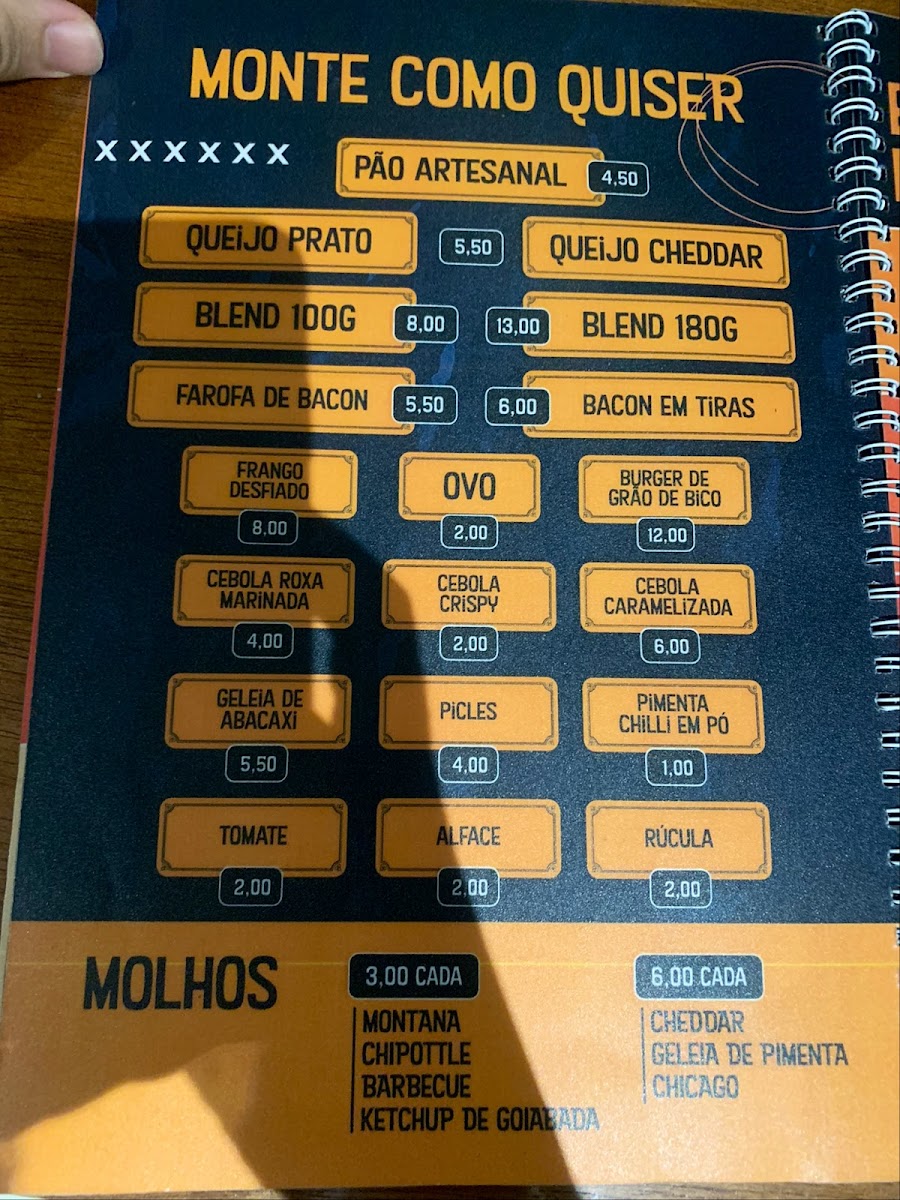 MONTE COMO QUISER
XXXXXX
PÃO ARTESANAL 4,50
QUEiJO PRATO 5,50 QUEiJO CHEDDAR
BLEND 100G 8,00 13,00 BLEND 180G
FAROFA DE BACON 5,50 6,00 BACON EM TiRAS
FRANGO
DESFIADO
8,00
OVO
2,00
BURGER DE
GRÃO DE BiCO
12,00
CEBOLA ROXA
MARiNADA
4,00
CEBOLA
CRiSPY
2,00
CEBOLA
CARAMELiZADA
6,00
GELEiA DE
ABACAXi
5,50
PiCLES
4,00
PiMENTA
CHiLLi EM PÓ
1,00
TOMATE
2,00
ALFACE
2,00
RÚCULA
2,00
MOLHOS
3,00 CADA
MONTANA
CHIPOTTLE
BARBECUE
KETCHUP DE GOIABADA
6,00 CADA
CHEDDAR
GELEIA DE PIMENTA
CHICAGO